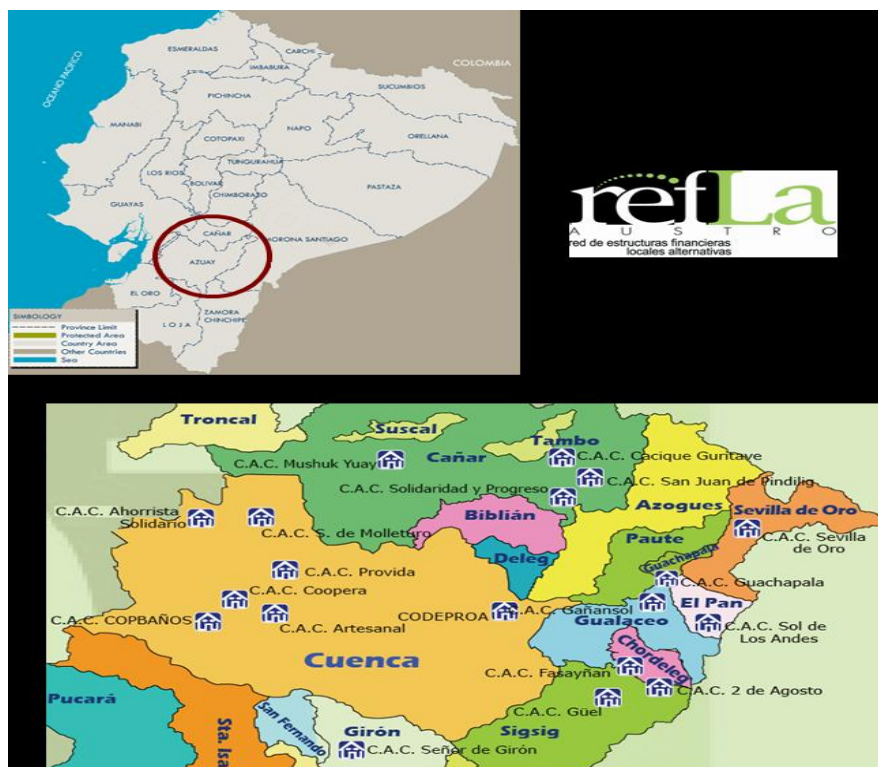 ESMERALDAS
CARCHI
IMBABURA
COLOMBIA
OCEANO PACIFICO
SUCUMBIOS
PICHINCHA
MANABI
NAPO
ORELLANA
COTOPAXI
TUNGURAHUA
LOS RIOS
BOLIVAR
PASTAZA
CHIMBORAZO
GUAYAS
CAÑAR
MORONA SANTIAGO
AZUAY
EL ORO
ZAMORA
CHINCHIPE
LOJA
SIMBOLOGY
Province Limit
Protected Area
Country Area
Other Countries
Sea
refLa
AUSTRO
red de estructuras financieras
locales alternativas
Troncal
Suscal
Tambo
C.A.C. Mushuk Yuay
Cañar
C.A.C. Cacique Guritave
C.A.C. San Juan de Pindilig
C.A.C. Solidaridad y Progreso
Azogues
C.A.C. Ahorrista
Solidario
Biblián
Sevilla de Oro
C.A.C. S. de Molleturo
Paute
C.A.C. Sevilla
de Oro
Deleg
Guachapala
C.A.C. Provida
C.A.C. Guachapala
C.A.C. Coopera
C.A.C. COPBAÑOS
CODEPROA
C.A.C. Gañansol
El Pan
C.A.C. Artesanal
Gualaceo
C.A.C. Sol de
Los Andes
Cuenca
Chordeleg
C.A.C. Fasayñan
C.A.C. 2 de Agosto
Pucará
C.A.C. Güel
San Fernando
Sta. Isa
Girón
Sigsig
C.A.C. Señor de Girón